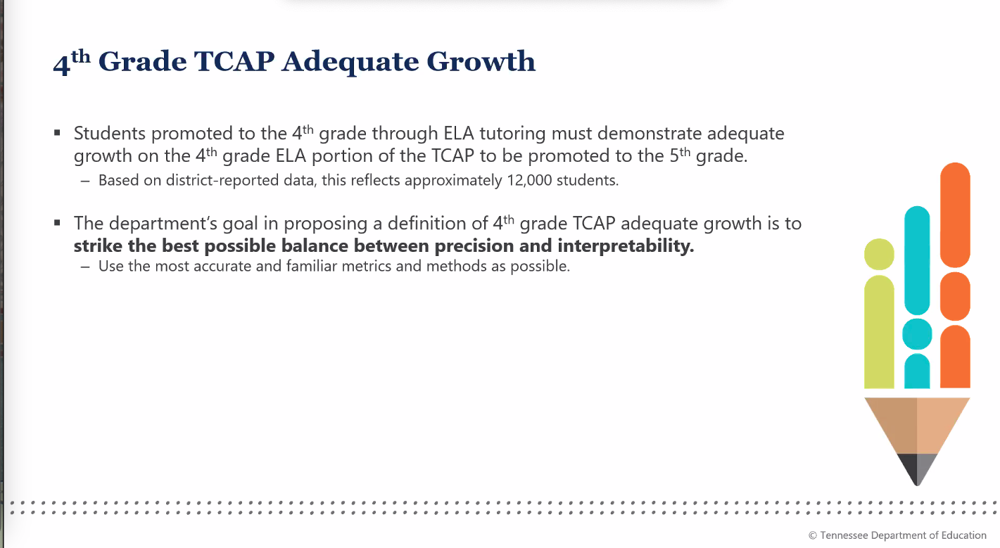 4th Grade TCAP Adequate Growth
▪ Students promoted to the 4th grade through ELA tutoring must demonstrate adequate
growth on the 4th grade ELA portion of the TCAP to be promoted to the 5th grade.
– Based on district-reported data, this reflects approximately 12,000 students.
▪ The department's goal in proposing a definition of 4th grade TCAP adequate growth is to
strike the best possible balance between precision and interpretability.
– Use the most accurate and familiar metrics and methods as possible.
© Tennessee Department of Education